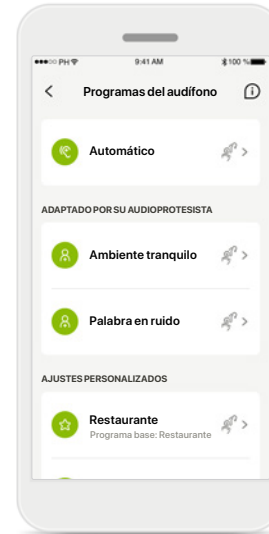 PH 9:41 AM 100 %
Programas del audífono
Automático
ADAPTADO POR SU AUDIOPROTESISTA
Ambiente tranquilo
Palabra en ruido
AJUSTES PERSONALIZADOS
Restaurante
Programa base: Restaurante